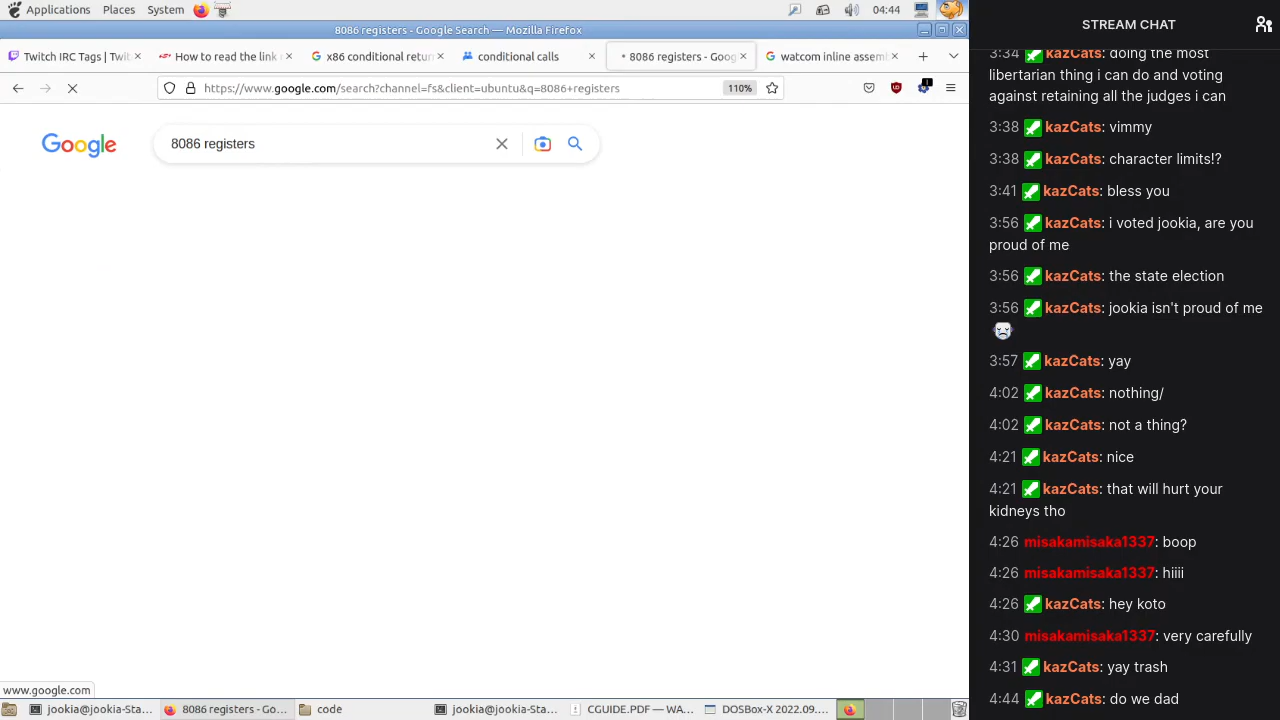 Applications Places System 04:44
8086 registers - Google Search — Mozilla Firefox
Twitch IRC Tags | Twit
How to read the link re
x86 conditional return
conditional calls
8086 registers - Goog
watcom inline assemb
https://www.google.com/search?channel=fs&client=ubuntu&q=8086+registers 110%
Google
8086 registers
www.google.com
jookia@jookia-Sta...
8086 registers - Go...
co
jookia@jookia-Sta...
CGUIDE.PDF — WA...
DOSBox-X 2022.09....
STREAM CHAT
3:34 kazCats: doing the most
libertarian thing i can do and voting
against retaining all the judges i can
3:38 kazCats: vimmy
3:38 kazCats: character limits!?
3:41 kazCats: bless you
3:56 kazCats: i voted jookia, are you
proud of me
3:56 kazCats: the state election
3:56 kazCats: jookia isn't proud of me
3:57 kazCats: yay
4:02 kazCats: nothing/
4:02 kazCats: not a thing?
4:21 kazCats: nice
4:21 kazCats: that will hurt your
kidneys tho
4:26 misakamisaka1337: boop
4:26 misakamisaka1337: hiiii
4:26 kazCats: hey koto
4:30 misakamisaka1337: very carefully
4:31 kazCats: yay trash
4:44 kazCats: do we dad